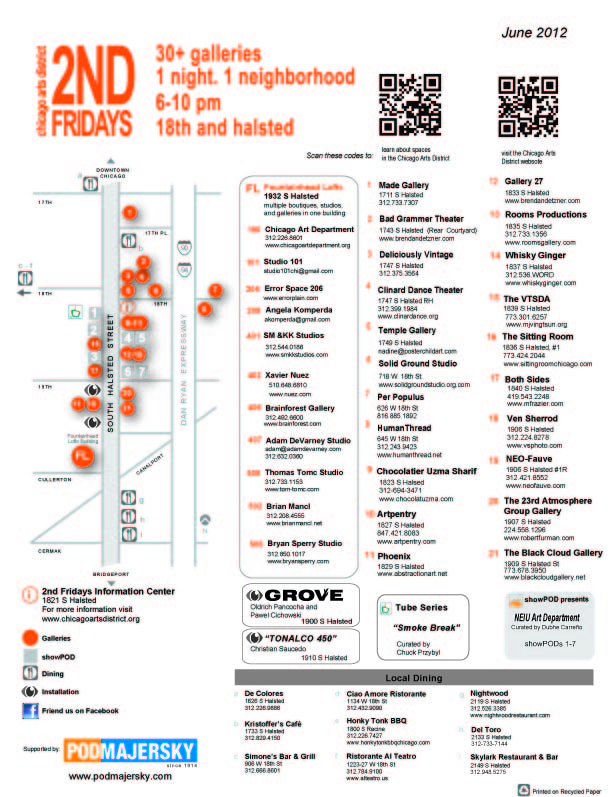 June 2012
chicago arts district
2ND
FRIDAYS
30+ galleries
1 night. 1 neighborhood
6-10 pm
18th and halsted
Scan these codes to:
learn about spaces
in the Chicago Arts District
visit the Chicago Arts
District website
DOWNTOWN
CHICAGO
17TH
17TH PL
18TH
18TH
19TH
SOUTH HALSTED STREET
DAN RYAN EXPRESSWAY
CANALPORT
Fountainhead
Lofts Building
FL
CULLERTON
CERMAK
BRIDGEPORT
2nd Fridays Information Center
1821 S Halsted
For more information visit
www.chicagoartsdistrict.org
Galleries
showPOD
Dining
Installation
Friend us on Facebook
Supported by:
PODMAJERSKY
since 1914
www.podmajersky.com
FL Fountainhead Lofts
1932 S Halsted
multiple boutiques, studios,
and galleries in one building
Chicago Art Department
312.226.8601
www.chicagoartdepartment.org
101 Studio 101
studio101chi@gmail.com
206 Error Space 206
www.errorplain.com
Angela Komperda
akomperda@gmail.com
SM &KK Studios
312.544.0186
www.smkkstudios.com
Xavier Nuez
510.648.6810
www.nuez.com
Brainforest Gallery
312.492.6600
www.brainforest.com
Adam DeVarney Studio
adam@adamdevarney.com
312.632.0360
Thomas Tomc Studio
312.733.1153
www.tom-tomc.com
Brian Mancl
312.208.4555
www.brianmancl.net
Bryan Sperry Studio
312.850.1017
www.bryansperry.com
GROVE
Oldrich Pancocha and
Pawel Cichowski
1900 S Halsted
"TONALCO 450"
Christian Saucedo
1910 S Halsted
1 Made Gallery
1711 S Halsted
312.733.7307
2 Bad Grammer Theater
1743 S Halsted (Rear Courtyard)
www.brendandetzner.com
3 Deliciously Vintage
1747 S Halsted
312.375.3564
4 Clinard Dance Theater
1747 S Halsted RH
312.399.1984
www.clinardance.org
5 Temple Gallery
1749 S Halsted
nadine@posterchildart.com
6 Solid Ground Studio
718 W. 18th St.
www.solidgroundstudio.org.com
7 Per Populus
626 W 18th St
816.885.1892
8 HumanThread
645 W 18th St
312.243.9423
www.humanthread.net
9 Chocolatier Uzma Sharif
1823 S Halsed
312-694-3471
www.chocolatuzma.com
10 Artpentry
1827 S Halsted
847.421.8063
www.artpentry.com
11 Phoenix
1829 S Halsted
www.abstractionart.net
Tube Series
"Smoke Break"
Curated by
Chuck Przybyl
12 Gallery 27
1833 S Halsted
www.brendandetzner.com
Rooms Productions
1835 S Halsted
312.733.1356
www.roomsgallery.com
14 Whisky Ginger
1837 S Halsted
312.536.WORD
www.whiskyginger.com
The VTSDA
1839 S Halsted
773.301.6257
www.mjvingtsun.org
16 The Sitting Room
1836 S Halsted, #1
773.424.2044
www.sittingroomchicago.com
17 Both Sides
1840 S Halsted
419.543.2248
www.mfrazier.com
Ven Sherrod
1906 S Halsted
312.224.8278
www.vsphoto.com
NEO-Fauve
1906 S Halsted #1R
312.421.8552
www.neofauve.com
20 The 23rd Atmosphere
Group Gallery
1907 S Halsted
224.558.1296
www.robertfurman.com
21 The Black Cloud Gallery
1909 S Halsted St
773.678.3950
www.blackcloudgallery.net
showPOD presents
NEIU Art Department
Curated by Dubhe Carreño
showPODs 1-7
Local Dining
De Colores
1626 S Halsted
312.226.9886
Kristoffer's Café
1733 S Halsted
312.829.4150
Simone's Bar & Grill
906 W 18th St
312.666.8601
Ciao Amore Ristorante
1134 W 18th St
312.432.9090
Honky Tonk BBQ
1800 S Racine
312.226.7427
www.honkytonkbbqchicago.com
Ristorante Al Teatro
1223-27 W 18th St
312.784.9100
www.alteatro.us
Nightwood
2119 S Halsted
312.526.3385
www.nightwoodrestaurant.com
Del Toro
2133 S Halsted
312-733-7144
Skylark Restaurant & Bar
2149 S Halsted
312.948.5275
Printed on Recycled Paper